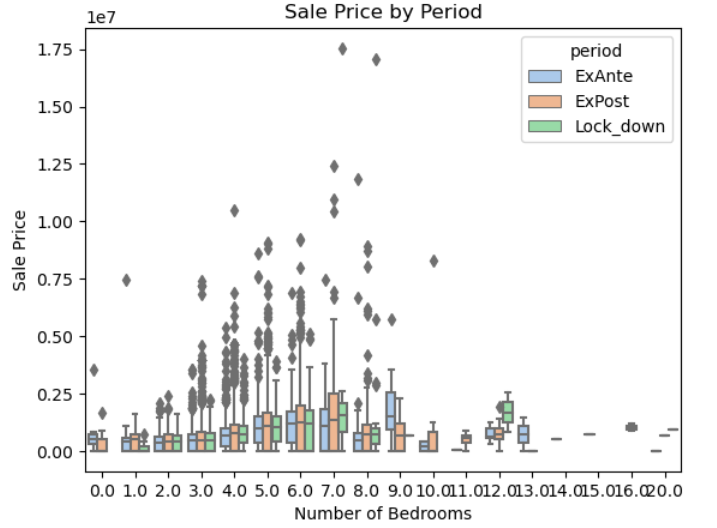 Sale Price by Period
1e7
1.75
1.50
1.25
1.00
0.75
0.50
0.25
0.00
Sale Price
period
ExAnte
ExPost
Lock_down
0.0 1.0 2.0 3.0 4.0 5.0 6.0 7.0 8.0 9.0 10.0 11.0 12.0 13.0 14.0 15.0 16.0 20.0
Number of Bedrooms